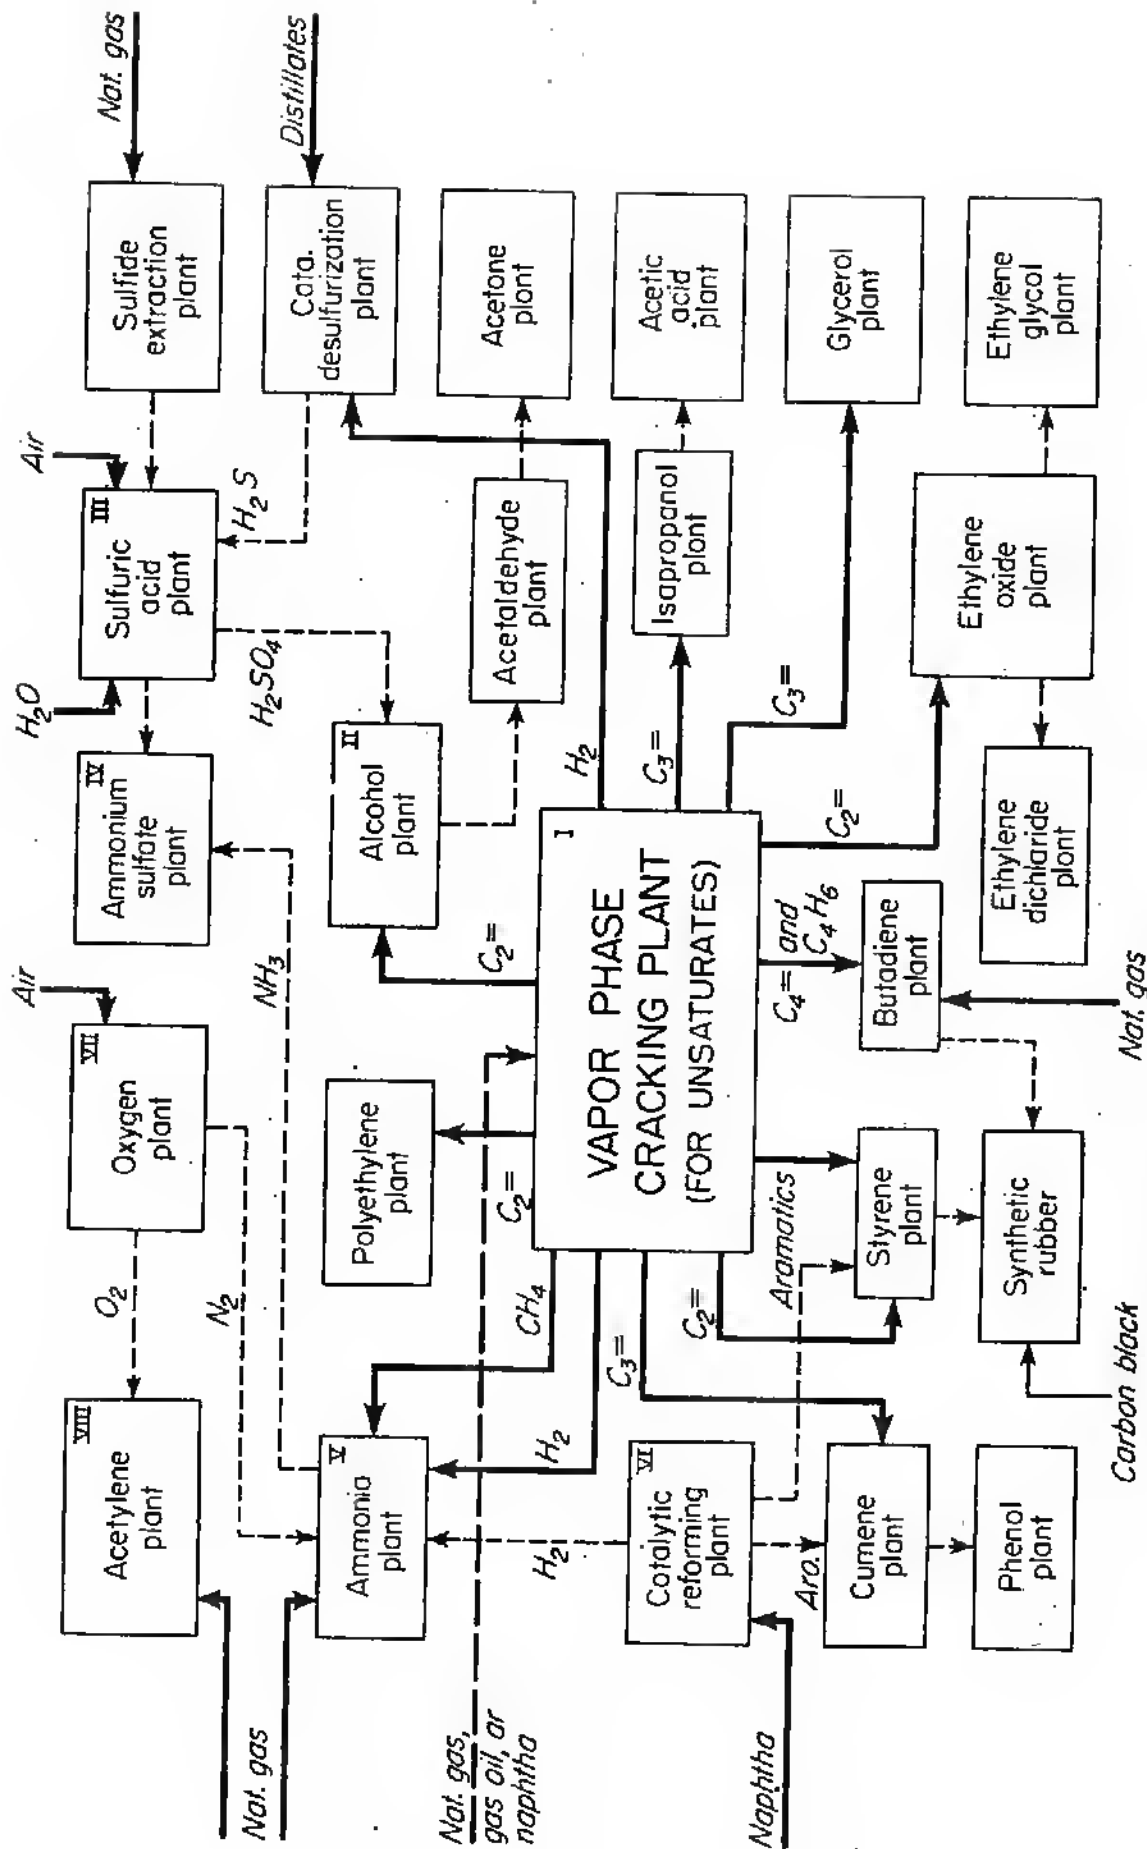 Nat. gas
Acetylene
plant
VIII
O₂
Oxygen
plant
VII
Air
N₂
NH₃
Ammonium
sulfate
plant
IV
H₂O
Sulfuric
acid
plant
III
Air
Sulfide
extraction
plant
Nat. gas
H₂SO₄
H₂S
Cata.
desulfurization
plant
Distillates
Ammonia
plant
V
CH₄
H₂
H₂
Polyethylene
plant
C₂=
Alcohol
plant
II
C₂=
Acetaldehyde
plant
Acetone
plant
Nat. gas,
gas oil, or
naphtha
VAPOR PHASE
CRACKING PLANT
(FOR UNSATURATES)
I
H₂
C₃=
Isapropanol
plant
Acetic
acid
plant
C₃=
Glycerol
plant
Naphtha
Catalytic
reforming
plant
VI
Ara.
C₃=
C₂=
Aramatics
C₄= and
C₄H₆
C₂=
Cumene
plant
Styrene
plant
Butadiene
plant
Ethylene
oxide
plant
Phenol
plant
Synthetic
rubber
Ethylene
dichlaride
plant
Ethylene
glycol
plant
Carbon black
Nat. gas